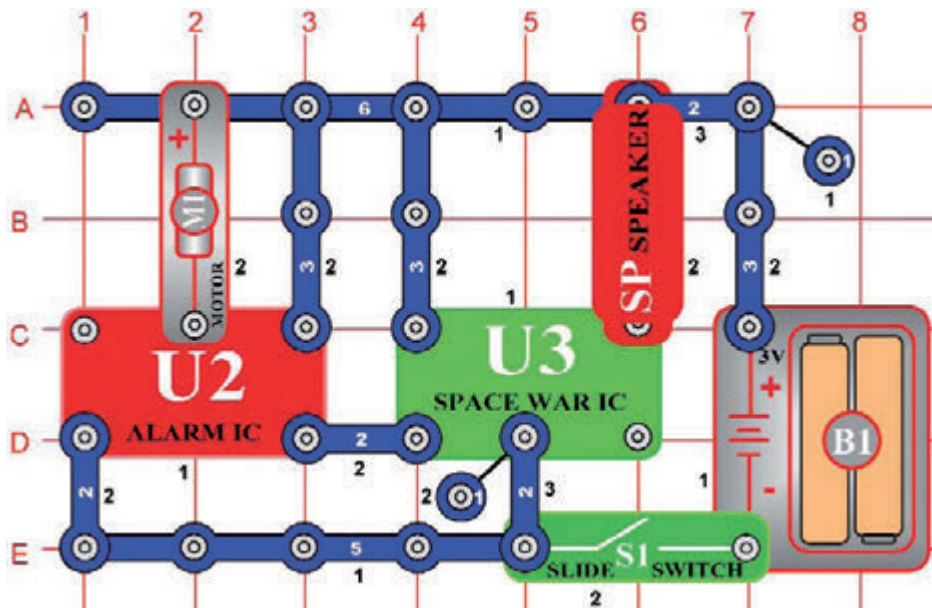 1 2 3 4 5 6 7 8
A 6 2
1 3
+ M1 MOTOR 2
SP SPEAKER
1
1
B
3 2 3 2 2 3 2
1
C
U2 U3
3V
ALARM IC SPACE WAR IC
+
B1
-
D 2
1 2 1
2 2 2 1 2 3
E 5
1
S1
SLIDE SWITCH
2